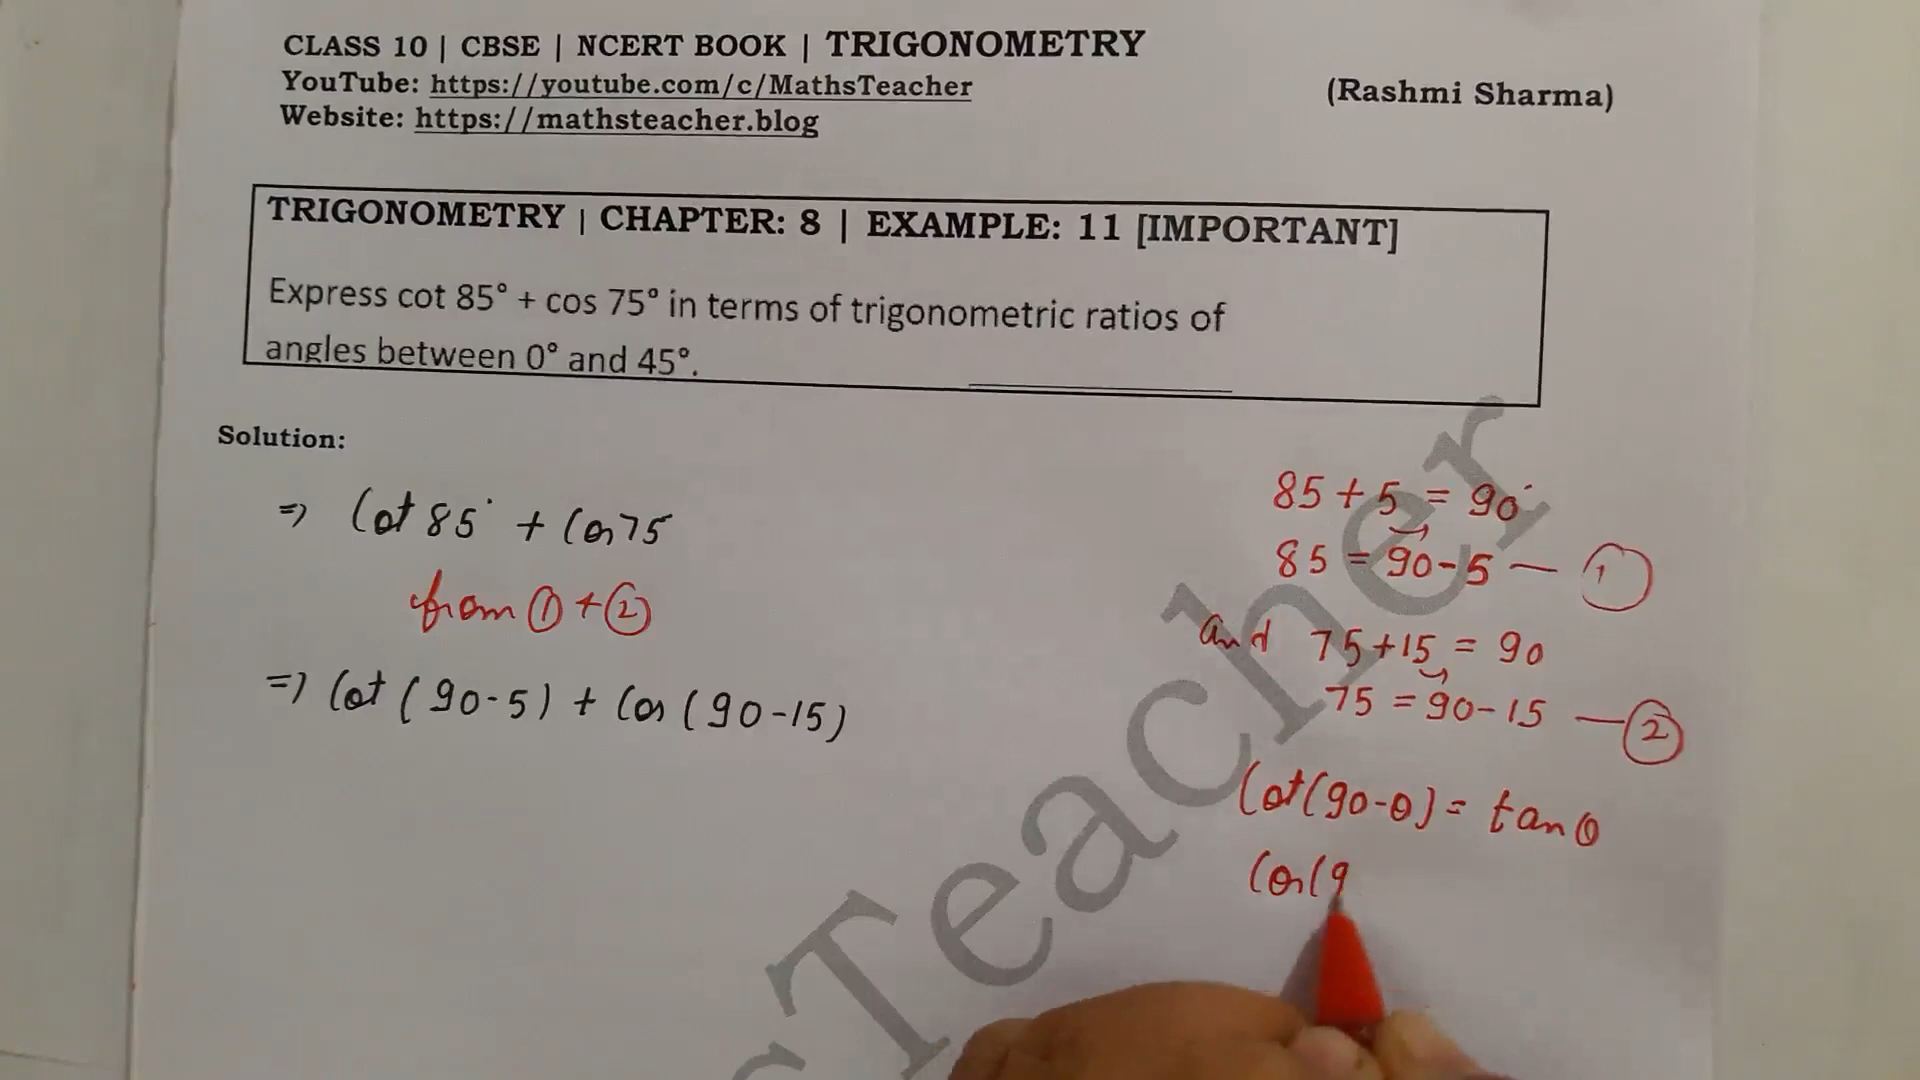 CLASS 10 | CBSE | NCERT BOOK | TRIGONOMETRY
YouTube: https://youtube.com/c/MathsTeacher
(Rashmi Sharma)
Website: https://mathsteacher.blog
TRIGONOMETRY | CHAPTER: 8 | EXAMPLE: 11 [IMPORTANT]
Express cot 85° + cos 75° in terms of trigonometric ratios of
angles between 0° and 45°.
Solution:
⇒ Cot 85° + Cos 75
from ① + ②
⇒ Cot (90-5) + Cos (90-15)
85 + 5 = 90°
85 = 90-5 — ①
and 75+15 = 90
75 = 90-15 — ②
Cot(90-θ) = tan θ
Cos(9
sTeacher